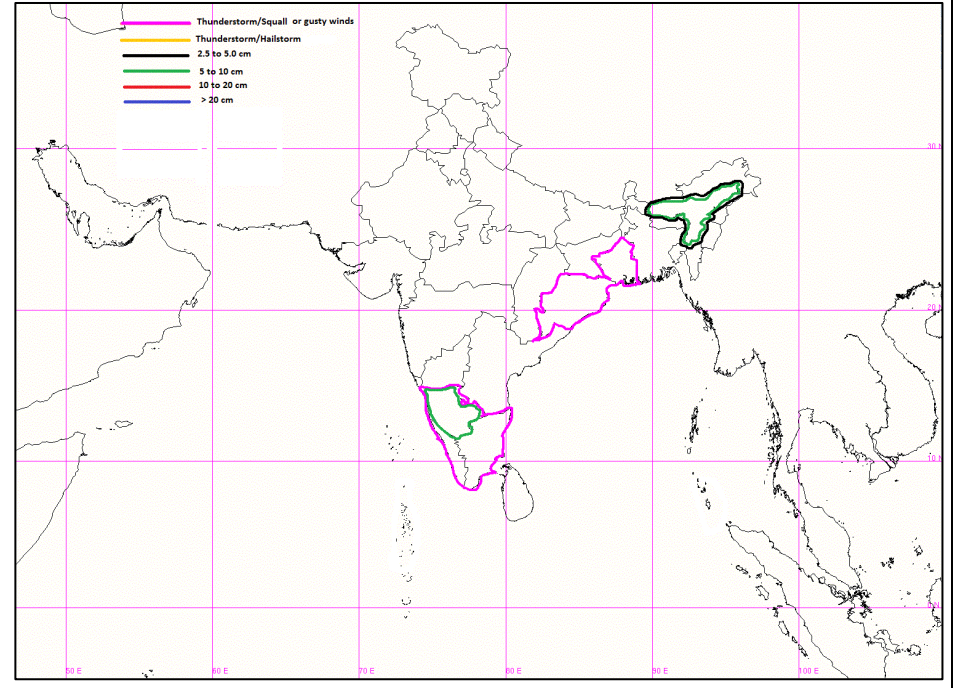 Thunderstorm/Squall or gusty winds
Thunderstorm/Hailstorm
2.5 to 5.0 cm
5 to 10 cm
10 to 20 cm
> 20 cm
30 N
20 N
10 N
50 E
60 E
70 E
80 E
90 E
100 E